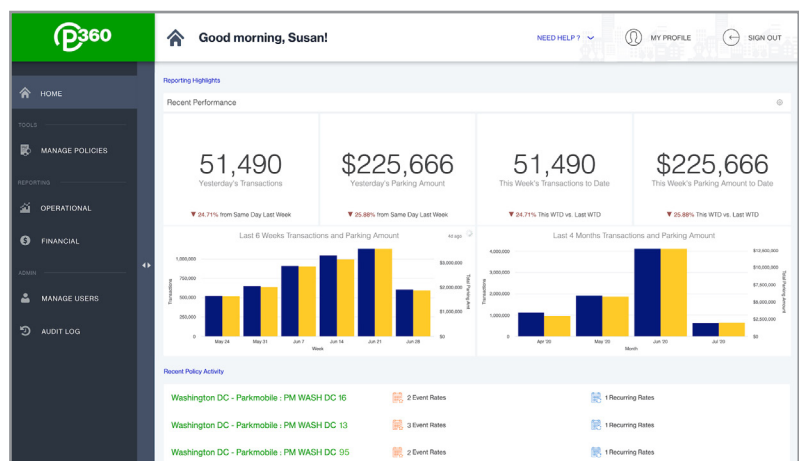 P360
Good morning, Susan!
NEED HELP ?
MY PROFILE
SIGN OUT
HOME
TOOLS
MANAGE POLICIES
REPORTING
OPERATIONAL
FINANCIAL
ADMIN
MANAGE USERS
AUDIT LOG
Reporting Highlights
Recent Performance
51,490
Yesterday's Transactions
▼ 24.71% from Same Day Last Week
$225,666
Yesterday's Parking Amount
▼ 25.88% from Same Day Last Week
51,490
This Week's Transactions to Date
▼ 24.71% This WTD vs. Last WTD
$225,666
This Week's Parking Amount to Date
▼ 25.88% This WTD vs. Last WTD
Last 6 Weeks Transactions and Parking Amount
4d ago
Transactions
1,000,000
750,000
500,000
250,000
0
$3,000,000
$2,000,000
$1,000,000
$0
Total Parking Amt
May 24
May 31
Jun 7
Jun 14
Jun 21
Jun 28
Week
Last 4 Months Transactions and Parking Amount
Transactions
4,000,000
3,000,000
2,000,000
1,000,000
0
$12,500,000
$10,000,000
$7,500,000
$5,000,000
$2,500,000
$0
Total Parking Amount
Apr '20
May '20
Jun '20
Jul '20
Month
Recent Policy Activity
Washington DC - Parkmobile : PM WASH DC 16
2 Event Rates
1 Recurring Rates
Washington DC - Parkmobile : PM WASH DC 13
3 Event Rates
1 Recurring Rates
Washington DC - Parkmobile : PM WASH DC 95
2 Event Rates
1 Recurring Rates